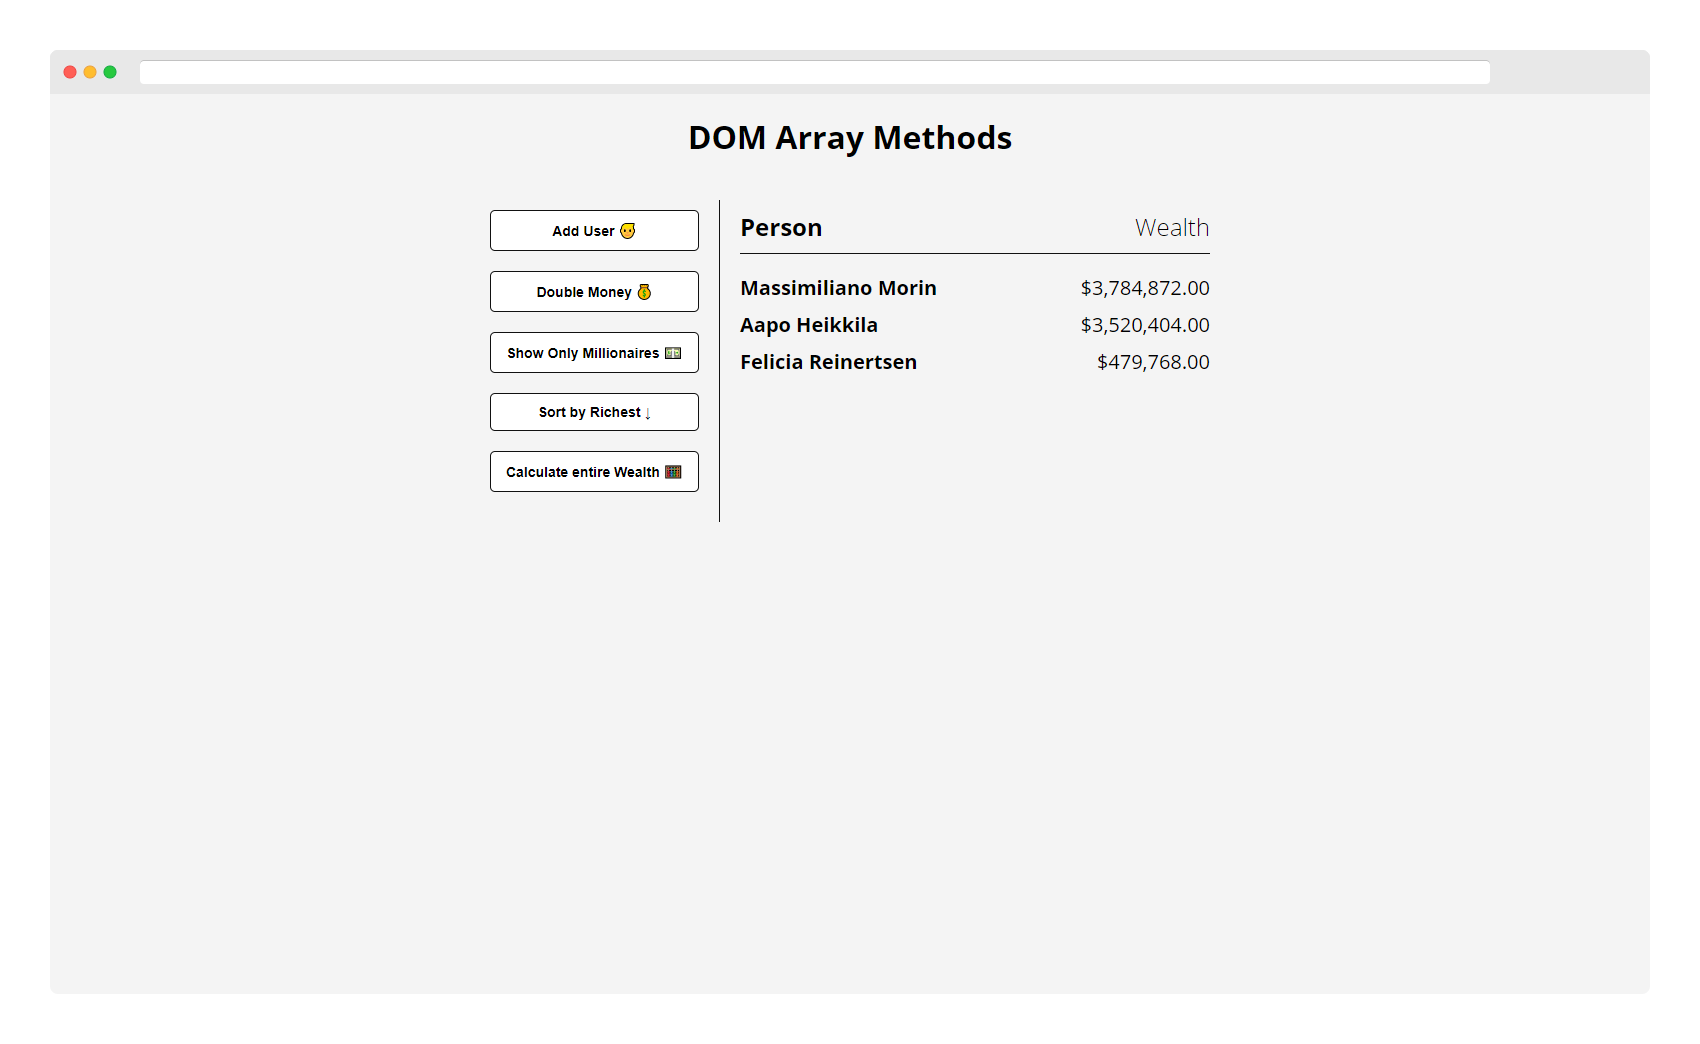 DOM Array Methods
Add User 👱
Double Money 💰
Show Only Millionaires 💵
Sort by Richest ↓
Calculate entire Wealth 🧮
Person Wealth
Massimiliano Morin $3,784,872.00
Aapo Heikkila $3,520,404.00
Felicia Reinertsen $479,768.00